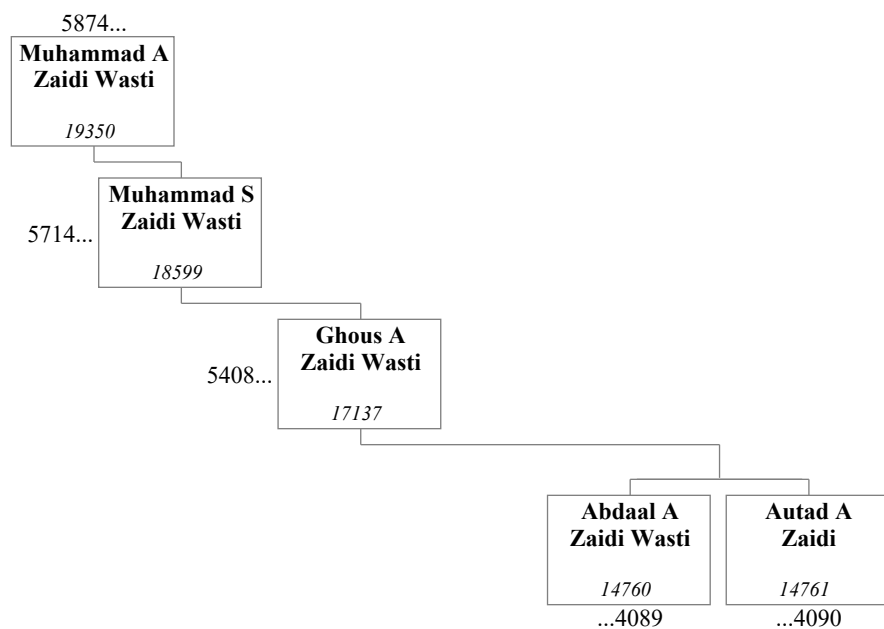 5874...
Muhammad A
Zaidi Wasti
19350
Muhammad S
Zaidi Wasti
5714...
18599
Ghous A
Zaidi Wasti
5408...
17137
Abdaal A
Zaidi Wasti
14760
...4089
Autad A
Zaidi
14761
...4090